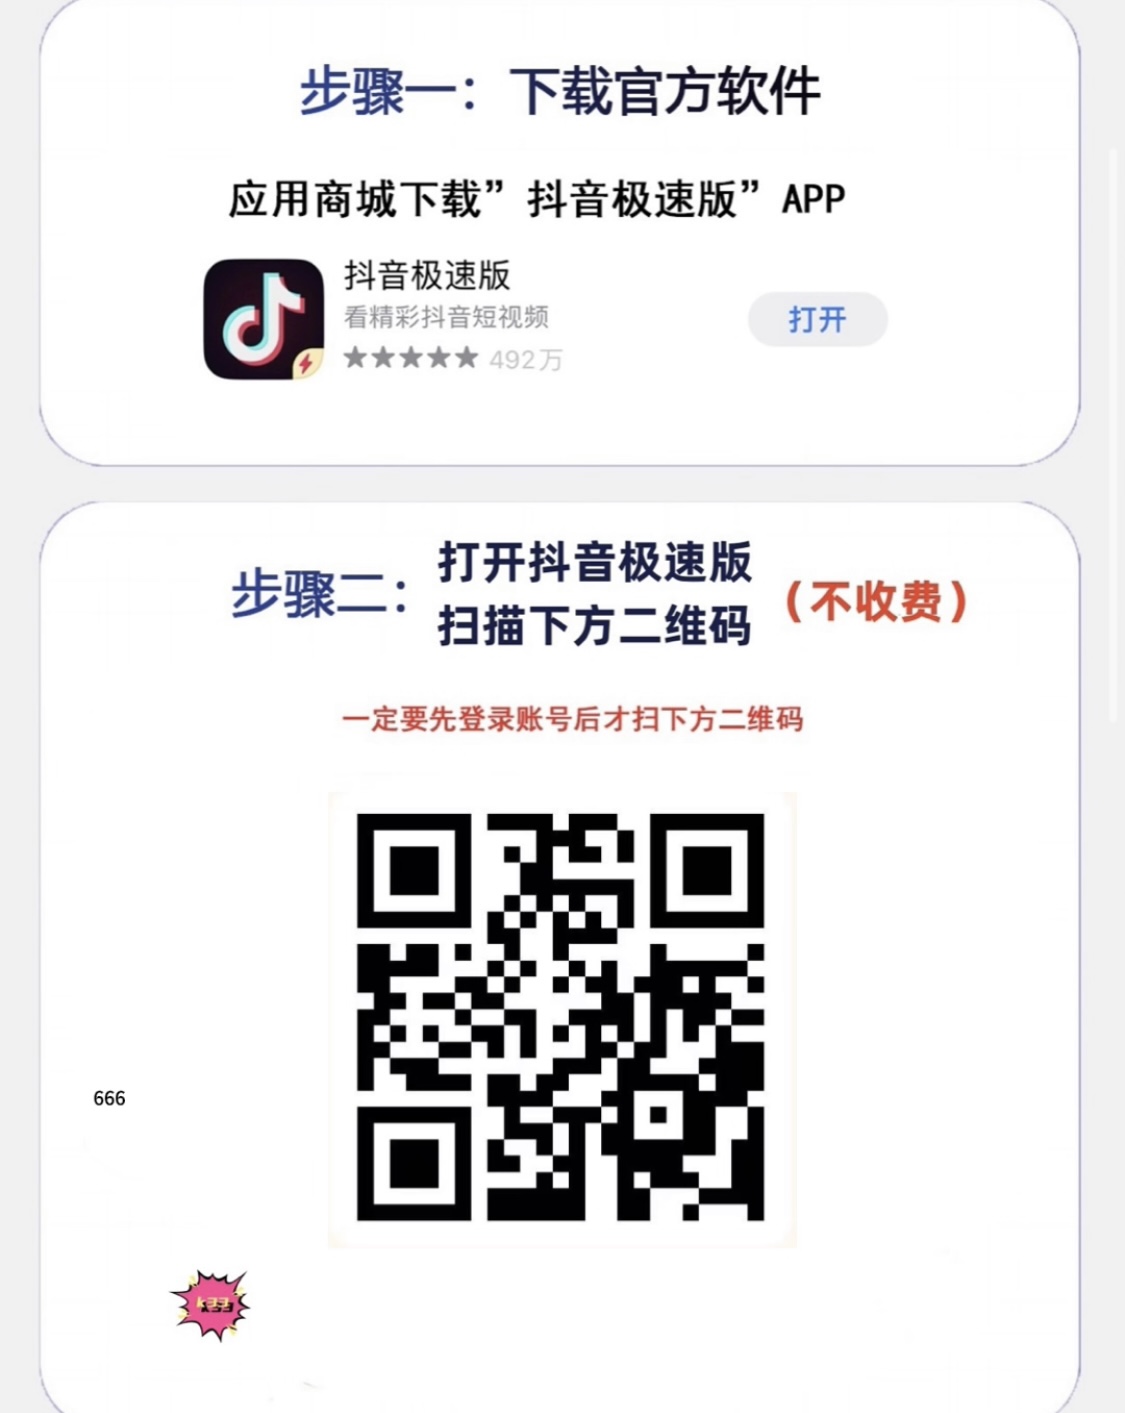 步骤一：下载官方软件
应用商城下载”抖音极速版”APP
抖音极速版
看精彩抖音短视频
492万
打开
步骤二：
打开抖音极速版
扫描下方二维码
（不收费）
一定要先登录账号后才扫下方二维码
666
k33